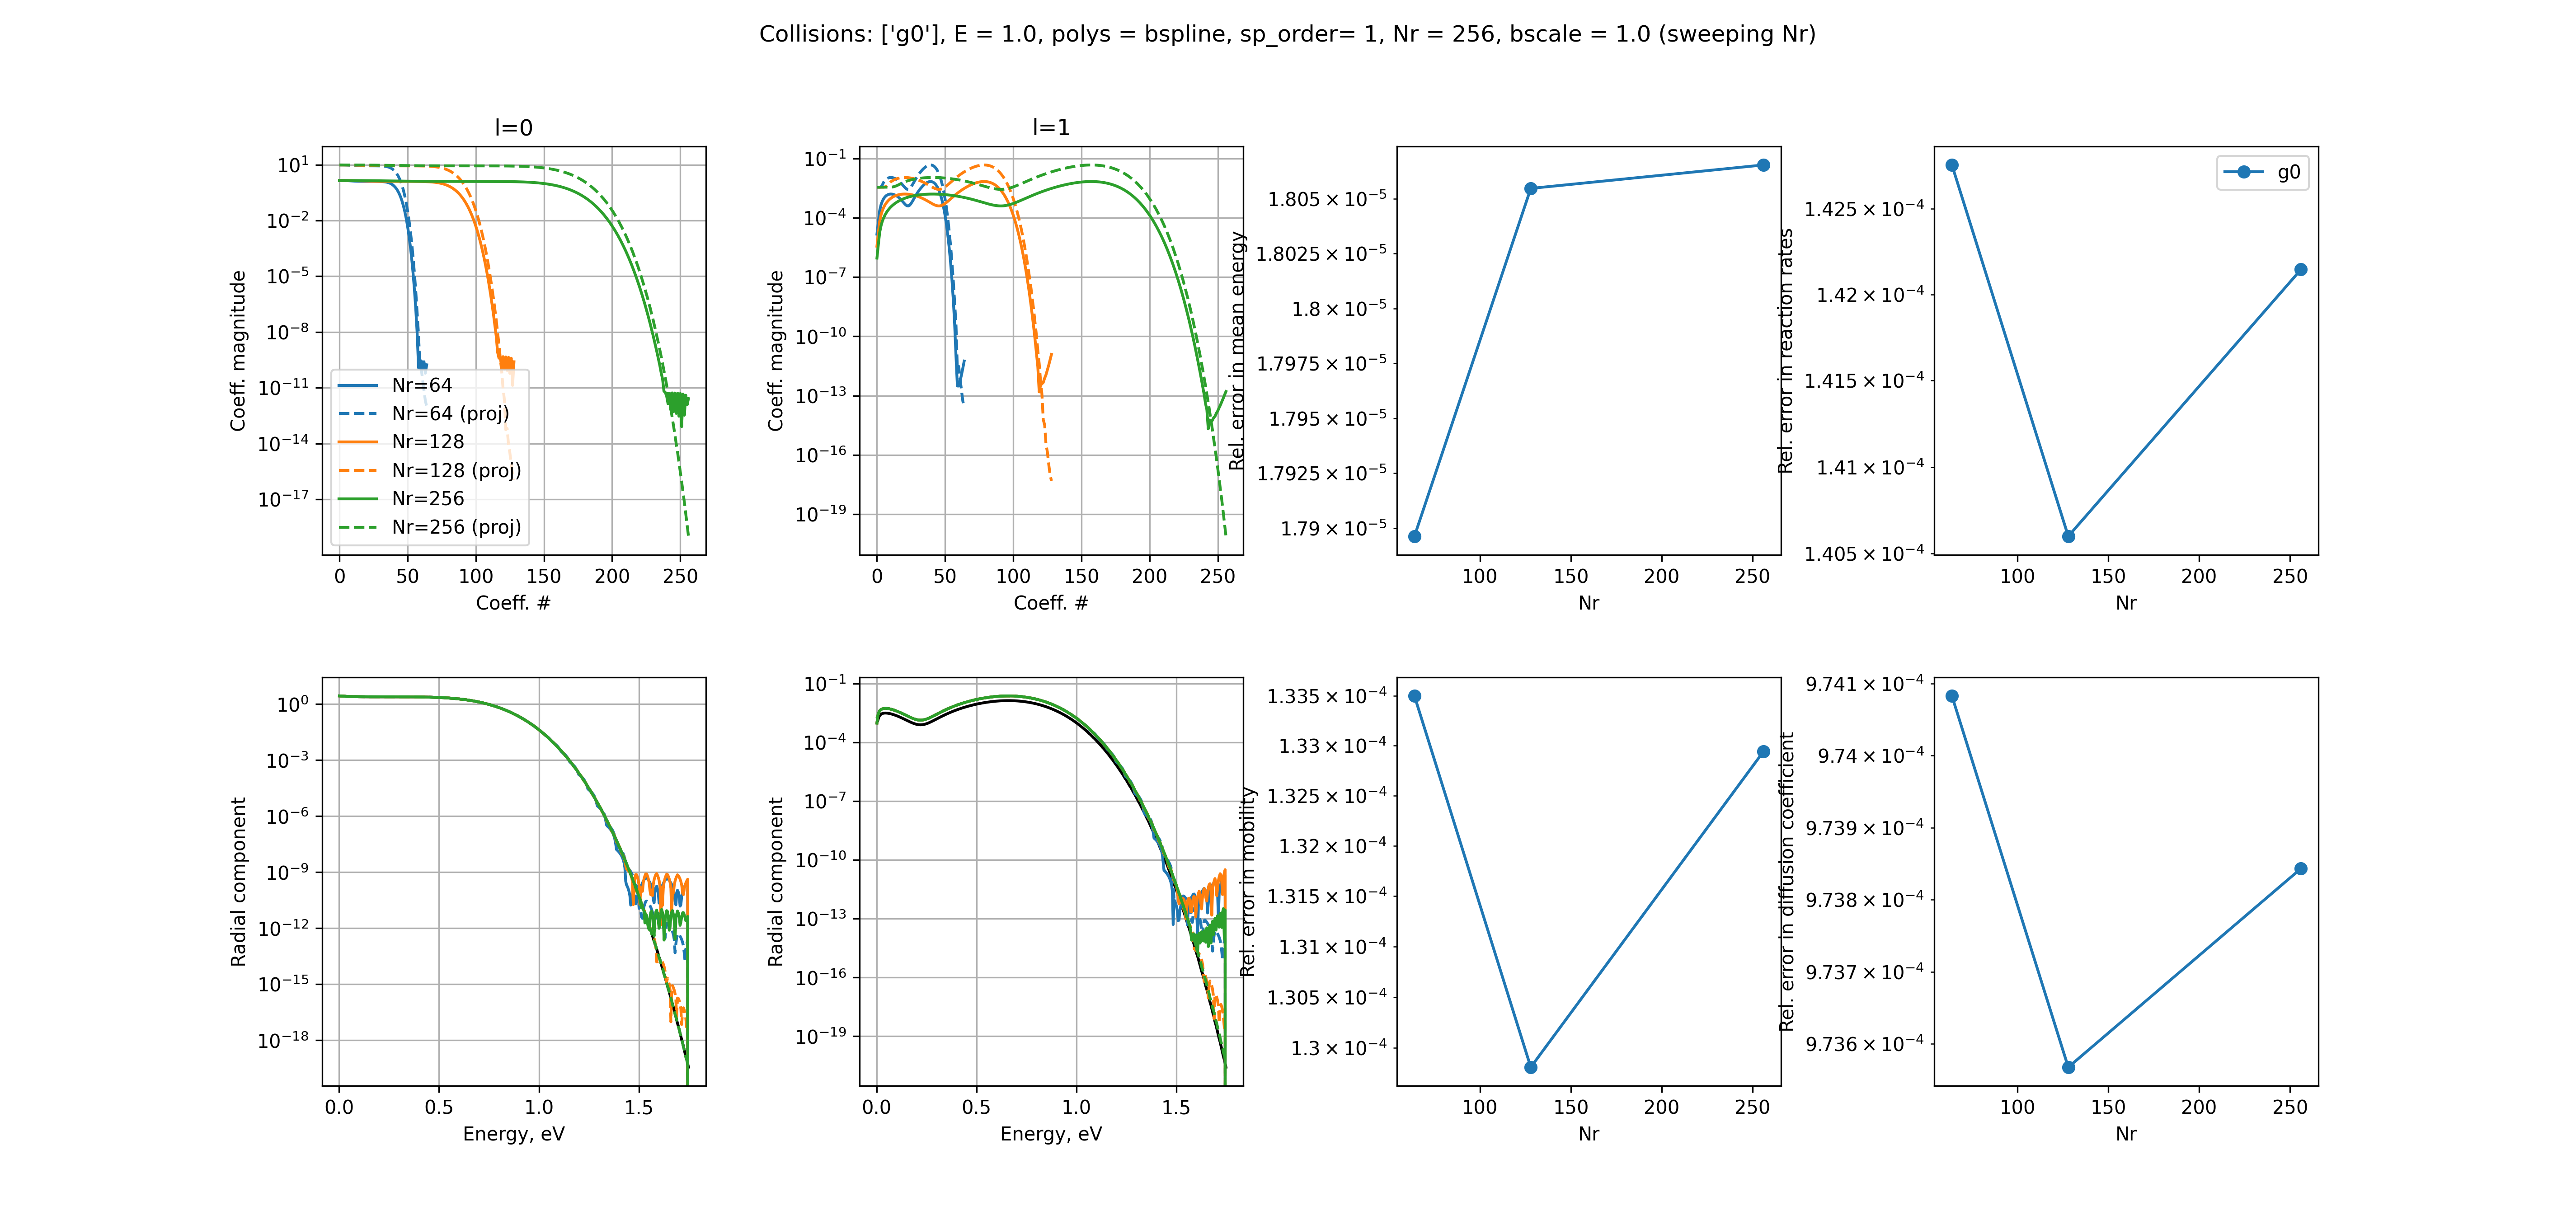 Collisions: ['g0'], E = 1.0, polys = bspline, sp_order= 1, Nr = 256, bscale = 1.0 (sweeping Nr)
l=0
Coeff. magnitude
10^1
10^-2
10^-5
10^-8
10^-11
10^-14
10^-17
Nr=64
Nr=64 (proj)
Nr=128
Nr=128 (proj)
Nr=256
Nr=256 (proj)
0 50 100 150 200 250
Coeff. #
l=1
Coeff. magnitude
10^-1
10^-4
10^-7
10^-10
10^-13
10^-16
10^-19
0 50 100 150 200 250
Coeff. #
Rel. error in mean energy
1.805 × 10^-5
1.8025 × 10^-5
1.8 × 10^-5
1.7975 × 10^-5
1.795 × 10^-5
1.7925 × 10^-5
1.79 × 10^-5
100 150 200 250
Nr
Rel. error in reaction rates
1.425 × 10^-4
1.42 × 10^-4
1.415 × 10^-4
1.41 × 10^-4
1.405 × 10^-4
g0
100 150 200 250
Nr
Radial component
10^0
10^-3
10^-6
10^-9
10^-12
10^-15
10^-18
0.0 0.5 1.0 1.5
Energy, eV
Radial component
10^-1
10^-4
10^-7
10^-10
10^-13
10^-16
10^-19
0.0 0.5 1.0 1.5
Energy, eV
Rel. error in mobility
1.335 × 10^-4
1.33 × 10^-4
1.325 × 10^-4
1.32 × 10^-4
1.315 × 10^-4
1.31 × 10^-4
1.305 × 10^-4
1.3 × 10^-4
100 150 200 250
Nr
Rel. error in diffusion coefficient
9.741 × 10^-4
9.74 × 10^-4
9.739 × 10^-4
9.738 × 10^-4
9.737 × 10^-4
9.736 × 10^-4
100 150 200 250
Nr